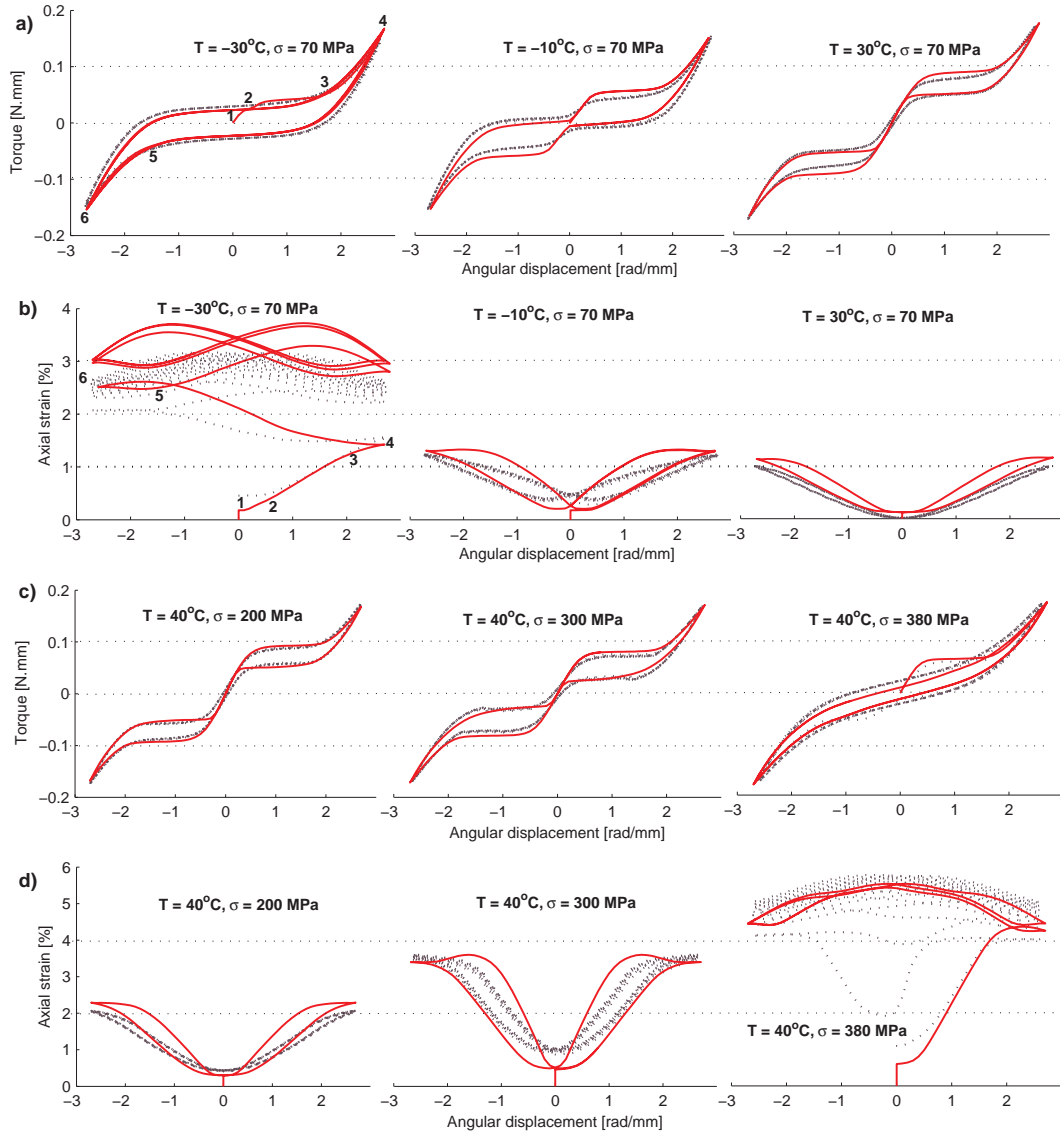 a)
T = −30°C, σ = 70 MPa
T = −10°C, σ = 70 MPa
T = 30°C, σ = 70 MPa
Torque [N.mm]
0.2
0.1
0
−0.1
−0.2
1
2
3
4
5
6
−3 −2 −1 0 1 2 −3 −2 −1 0 1 2 −3 −2 −1 0 1 2 3
Angular displacement [rad/mm]
b)
T = −30°C, σ = 70 MPa
T = −10°C, σ = 70 MPa
T = 30°C, σ = 70 MPa
Axial strain [%]
4
3
2
1
0
1
2
3
4
5
6
−3 −2 −1 0 1 2 −3 −2 −1 0 1 2 −3 −2 −1 0 1 2 3
Angular displacement [rad/mm]
c)
T = 40°C, σ = 200 MPa
T = 40°C, σ = 300 MPa
T = 40°C, σ = 380 MPa
Torque [N.mm]
0.2
0.1
0
−0.1
−0.2
−3 −2 −1 0 1 2 −3 −2 −1 0 1 2 −3 −2 −1 0 1 2
Angular displacement [rad/mm]
d)
T = 40°C, σ = 200 MPa
T = 40°C, σ = 300 MPa
T = 40°C, σ = 380 MPa
Axial strain [%]
6
5
4
3
2
1
0
−3 −2 −1 0 1 2 −3 −2 −1 0 1 2 −3 −2 −1 0 1 2
Angular displacement [rad/mm]